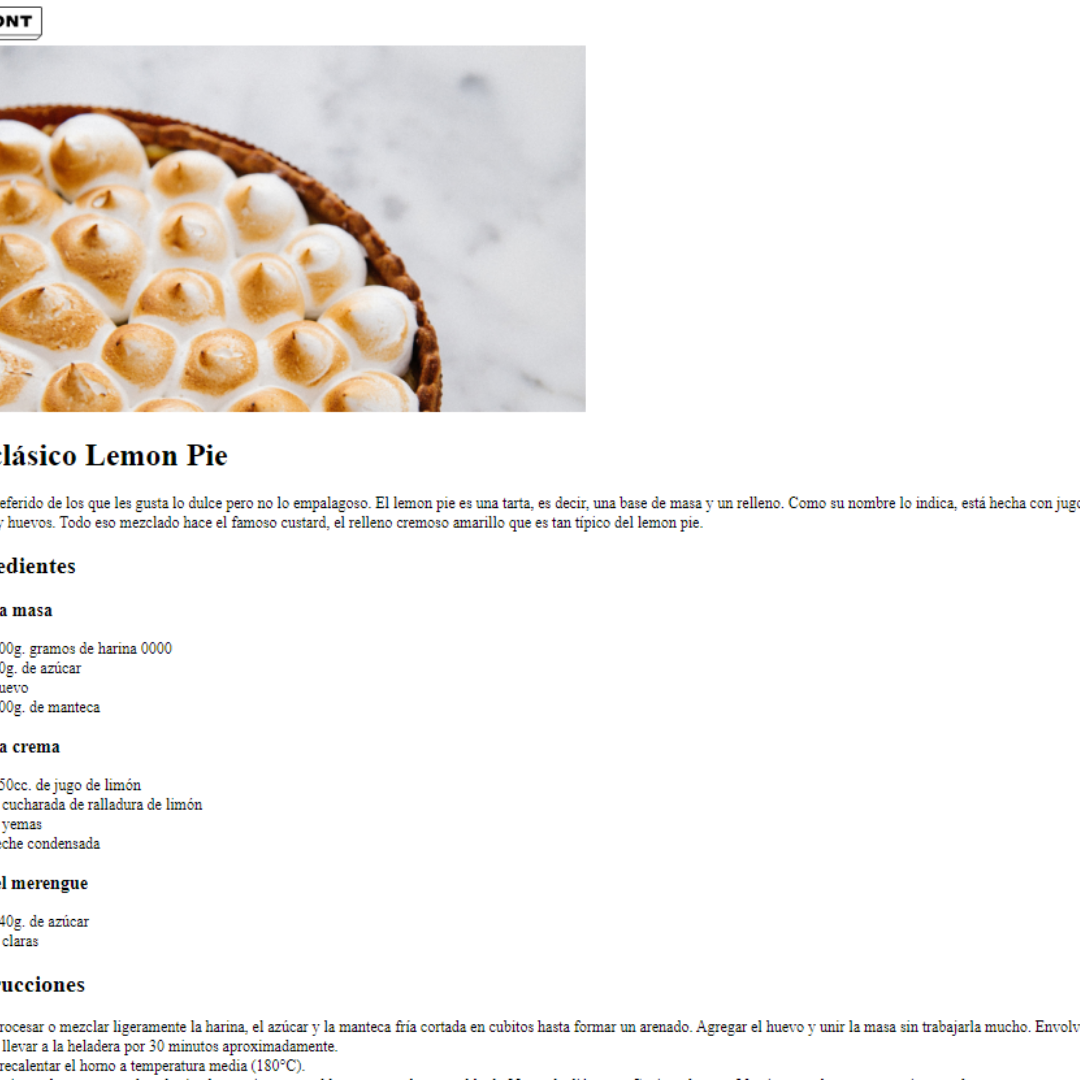 ONT
clásico Lemon Pie
eferido de los que les gusta lo dulce pero no lo empalagoso. El lemon pie es una tarta, es decir, una base de masa y un relleno. Como su nombre lo indica, está hecha con jugo
y huevos. Todo eso mezclado hace el famoso custard, el relleno cremoso amarillo que es tan típico del lemon pie.
edientes
a masa
00g. gramos de harina 0000
0g. de azúcar
uevo
00g. de manteca
a crema
50cc. de jugo de limón
cucharada de ralladura de limón
yemas
eche condensada
el merengue
40g. de azúcar
claras
rucciones
rocesar o mezclar ligeramente la harina, el azúcar y la manteca fría cortada en cubitos hasta formar un arenado. Agregar el huevo y unir la masa sin trabajarla mucho. Envolv
llevar a la heladera por 30 minutos aproximadamente.
recalentar el horno a temperatura media (180°C).